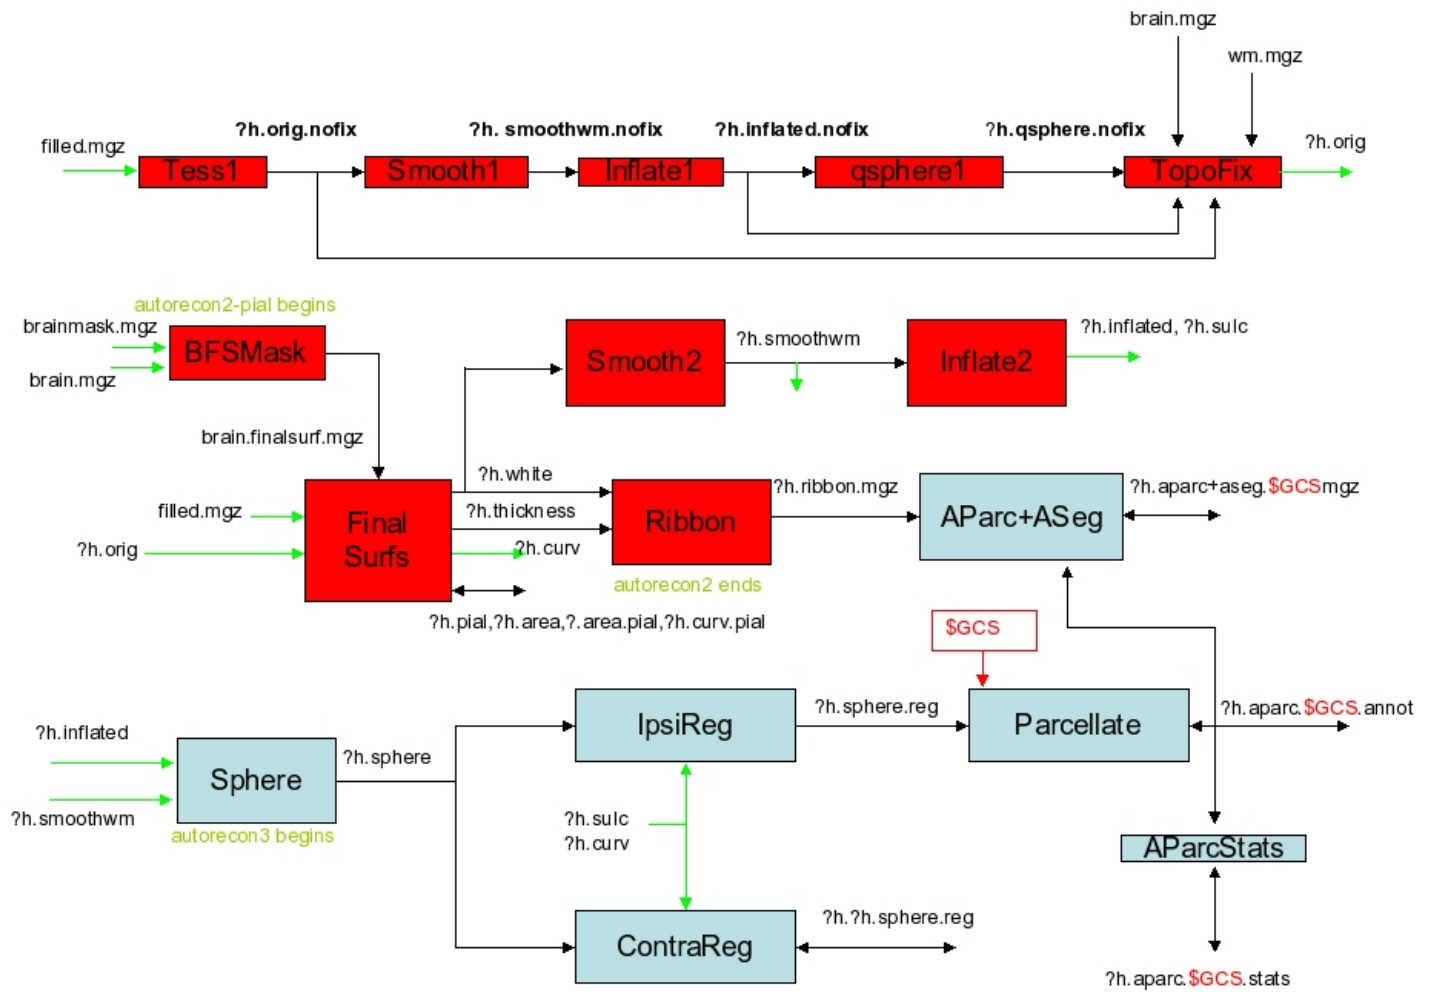 brain.mgz
wm.mgz
?h.orig.nofix
?h. smoothwm.nofix
?h.inflated.nofix
?h.qsphere.nofix
?h.orig
filled.mgz
Tess1
Smooth1
Inflate1
qsphere1
TopoFix
autorecon2-pial begins
brainmask.mgz
BFSMask
brain.mgz
?h.smoothwm
?h.inflated, ?h.sulc
Smooth2
Inflate2
brain.finalsurf.mgz
?h.white
?h.ribbon.mgz
?h.aparc+aseg.$GCSmgz
filled.mgz
?h.thickness
Final
Surfs
Ribbon
AParc+ASeg
?h.orig
?h.curv
autorecon2 ends
?h.pial,?h.area,?.area.pial,?h.curv.pial
$GCS
?h.inflated
?h.sphere
IpsiReg
?h.sphere.reg
Parcellate
?h.aparc.$GCS.annot
Sphere
?h.smoothwm
autorecon3 begins
?h.sulc
?h.curv
AParcStats
ContraReg
?h.?h.sphere.reg
?h.aparc.$GCS.stats